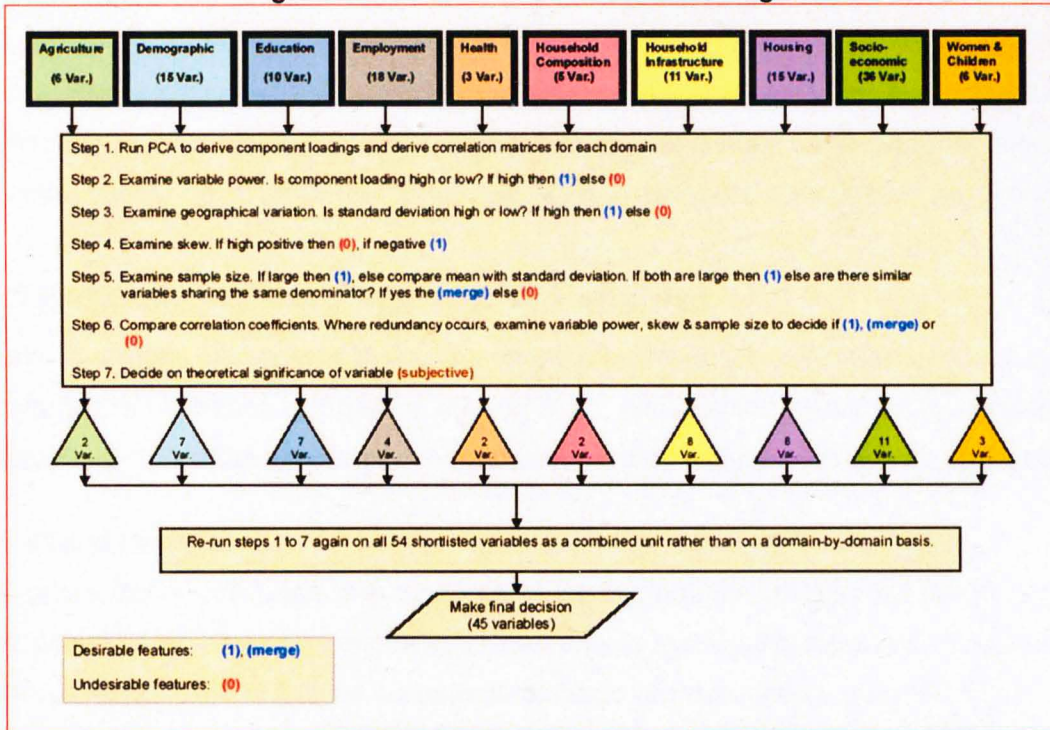 Agriculture
(6 Var.)
Demographic
(15 Var.)
Education
(10 Var.)
Employment
(18 Var.)
Health
(3 Var.)
Household
Composition
(5 Var.)
Household
Infrastructure
(11 Var.)
Housing
(15 Var.)
Socio-
economic
(36 Var.)
Women &
Children
(6 Var.)
Step 1. Run PCA to derive component loadings and derive correlation matrices for each domain
Step 2. Examine variable power. Is component loading high or low? If high then (1) else (0)
Step 3. Examine geographical variation. Is standard deviation high or low? If high then (1) else (0)
Step 4. Examine skew. If high positive then (0), if negative (1)
Step 5. Examine sample size. If large then (1), else compare mean with standard deviation. If both are large then (1) else are there similar
variables sharing the same denominator? If yes the (merge) else (0)
Step 6. Compare correlation coefficients. Where redundancy occurs, examine variable power, skew & sample size to decide if (1), (merge) or
(0)
Step 7. Decide on theoretical significance of variable (subjective)
2
Var.
7
Var.
7
Var.
4
Var.
2
Var.
2
Var.
8
Var.
8
Var.
11
Var.
3
Var.
Re-run steps 1 to 7 again on all 54 shortlisted variables as a combined unit rather than on a domain-by-domain basis.
Make final decision
(45 variables)
Desirable features: (1), (merge)
Undesirable features: (0)